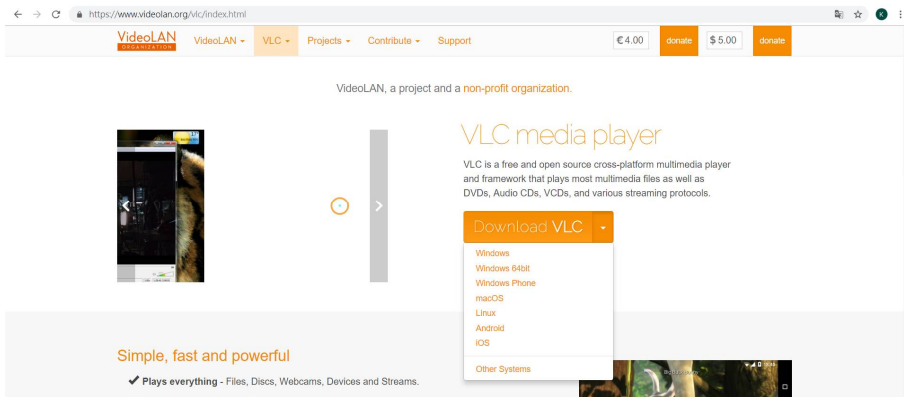 https://www.videolan.org/vlc/index.html
K
VideoLAN
ORGANIZATION
VideoLAN VLC Projects Contribute Support
€ 4.00 donate $ 5.00 donate
VideoLAN, a project and a non-profit organization.
VLC media player
VLC is a free and open source cross-platform multimedia player
and framework that plays most multimedia files as well as
DVDs, Audio CDs, VCDs, and various streaming protocols.
Download VLC
Windows
Windows 64bit
Windows Phone
macOS
Linux
Android
iOS
Other Systems
Simple, fast and powerful
✔ Plays everything - Files, Discs, Webcams, Devices and Streams.